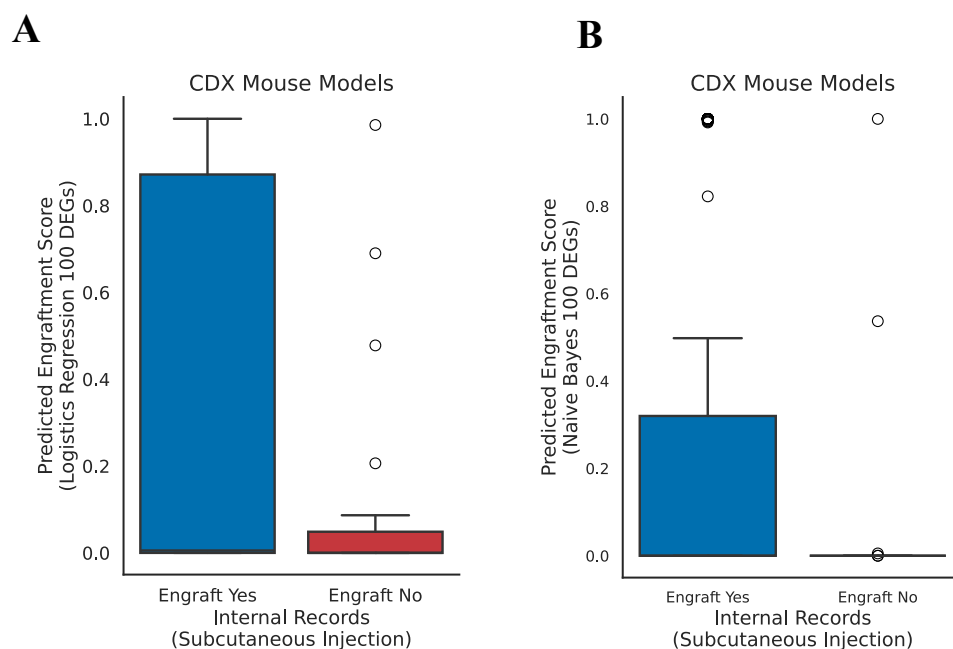 A
CDX Mouse Models
Predicted Engraftment Score
(Logistics Regression 100 DEGs)
1.0
0.8
0.6
0.4
0.2
0.0
Engraft Yes
Engraft No
Internal Records
(Subcutaneous Injection)
B
CDX Mouse Models
Predicted Engraftment Score
(Naive Bayes 100 DEGs)
1.0
0.8
0.6
0.4
0.2
0.0
Engraft Yes
Engraft No
Internal Records
(Subcutaneous Injection)